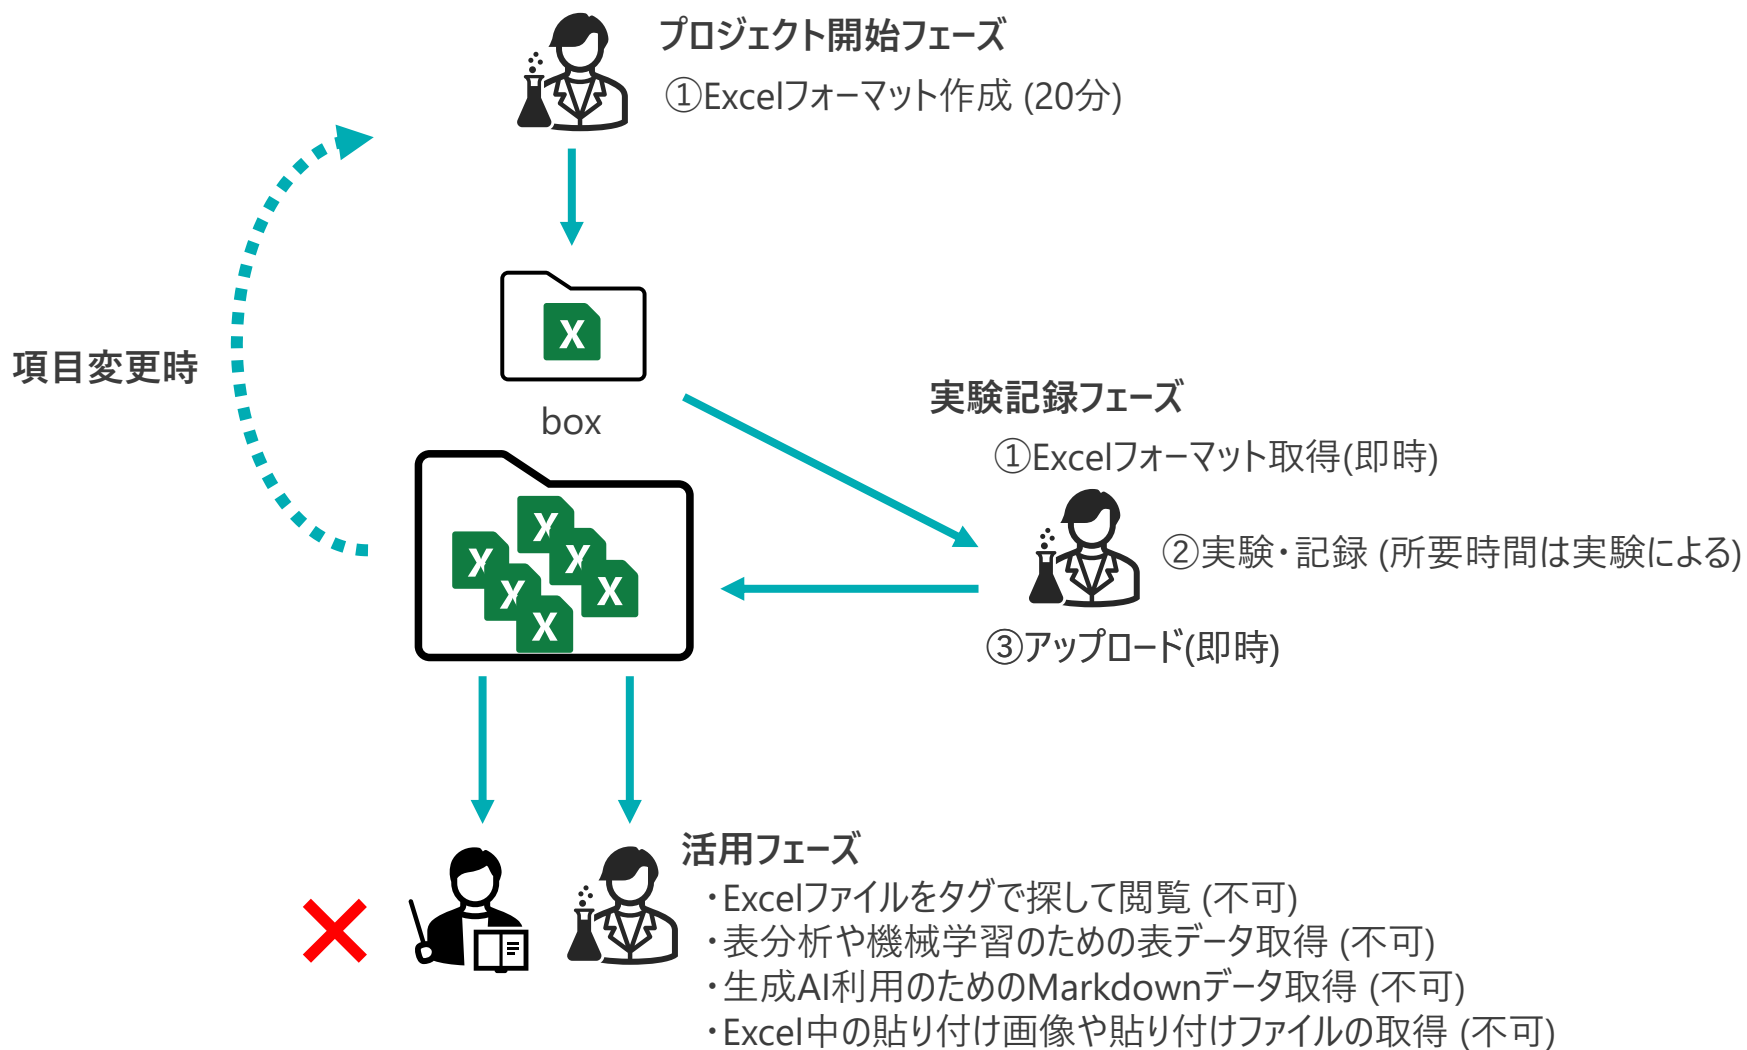 プロジェクト開始フェーズ
①Excelフォーマット作成 (20分)
X
box
項目変更時
実験記録フェーズ
①Excelフォーマット取得(即時)
②実験・記録 (所要時間は実験による)
③アップロード(即時)
X
X
X
X
X
X
活用フェーズ
・Excelファイルをタグで探して閲覧 (不可)
・表分析や機械学習のための表データ取得 (不可)
・生成AI利用のためのMarkdownデータ取得 (不可)
・Excel中の貼り付け画像や貼り付けファイルの取得 (不可)